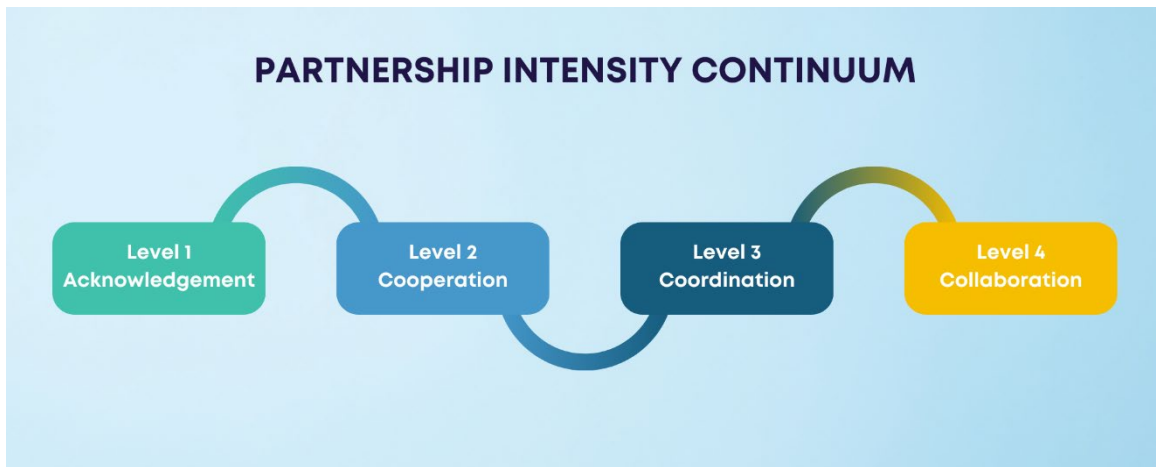 PARTNERSHIP INTENSITY CONTINUUM
Level 1
Acknowledgement
Level 2
Cooperation
Level 3
Coordination
Level 4
Collaboration